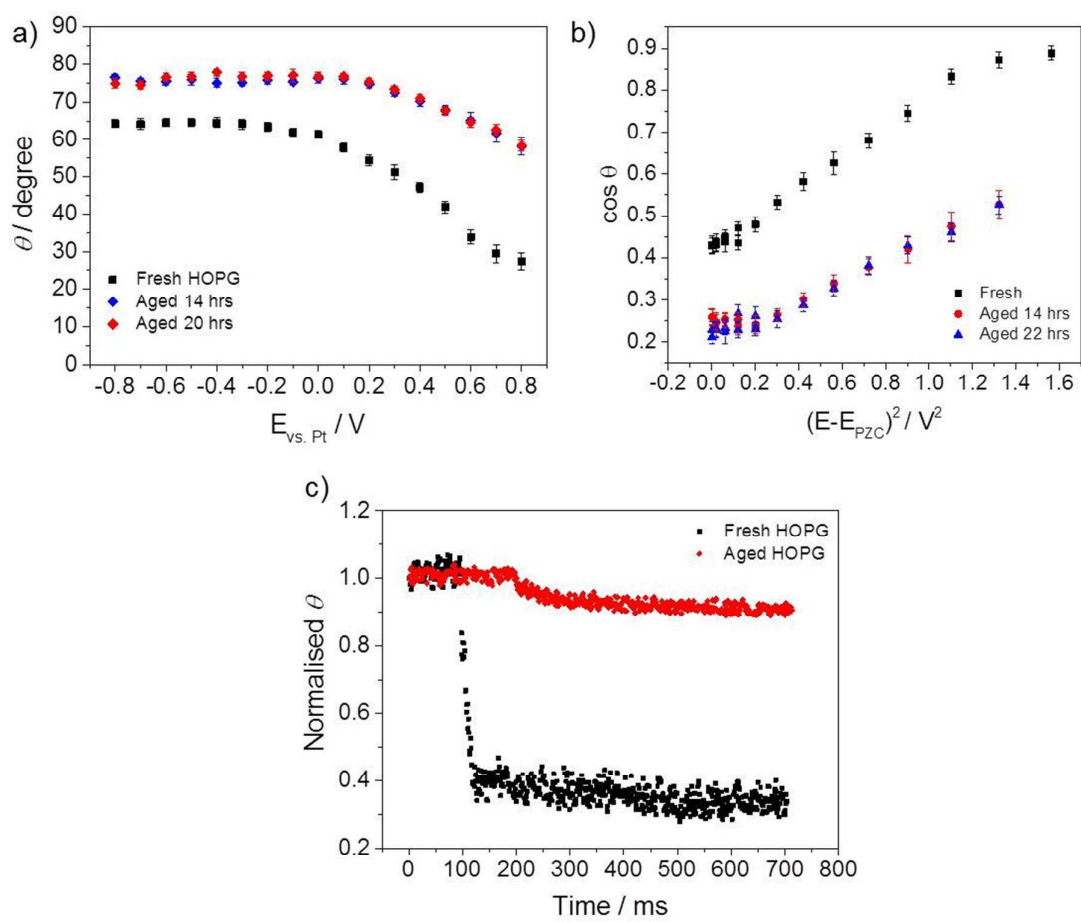 a)
90
80
70
60
50
40
30
20
10
0
θ / degree
Fresh HOPG
Aged 14 hrs
Aged 20 hrs
-0.8 -0.6 -0.4 -0.2 0.0 0.2 0.4 0.6 0.8
E vs. Pt / V
b)
0.9
0.8
0.7
0.6
0.5
0.4
0.3
0.2
cos θ
Fresh
Aged 14 hrs
Aged 22 hrs
-0.2 0.0 0.2 0.4 0.6 0.8 1.0 1.2 1.4 1.6
(E-E_PZC)² / V²
c)
1.2
1.0
0.8
0.6
0.4
0.2
Normalised θ
Fresh HOPG
Aged HOPG
0 100 200 300 400 500 600 700 800
Time / ms